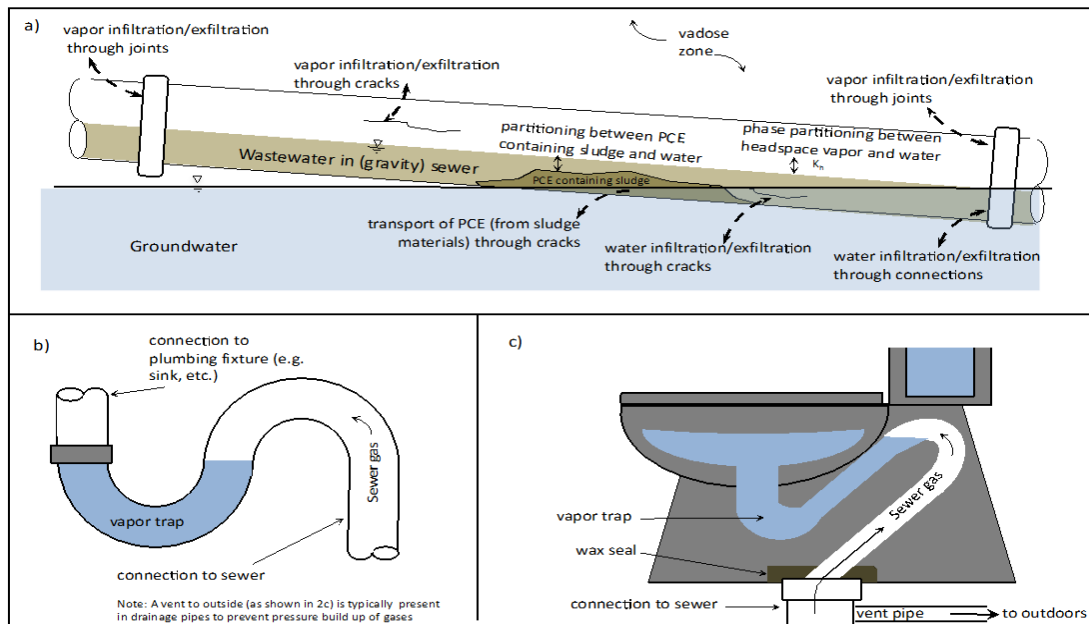 a)
vapor infiltration/exfiltration
through joints
vapor infiltration/exfiltration
through cracks
vadose
zone
vapor infiltration/exfiltration
through joints
partitioning between PCE
containing sludge and water
phase partitioning between
headspace vapor and water
Kh
Wastewater in (gravity) sewer
PCE containing sludge
Groundwater
transport of PCE (from sludge
materials) through cracks
water infiltration/exfiltration
through cracks
water infiltration/exfiltration
through connections
b)
connection to
plumbing fixture (e.g.
sink, etc.)
Sewer gas
vapor trap
connection to sewer
Note: A vent to outside (as shown in 2c) is typically present
in drainage pipes to prevent pressure build up of gases
c)
Sewer gas
vapor trap
wax seal
connection to sewer
vent pipe
to outdoors